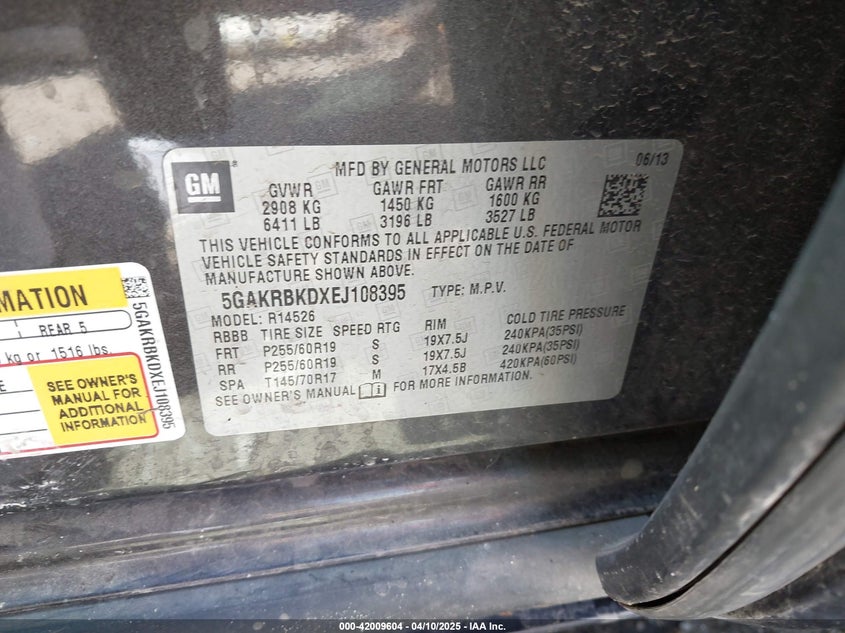 GM
MFD BY GENERAL MOTORS LLC
06/13
GVWR GAWR FRT GAWR RR
2908 KG 1450 KG 1600 KG
6411 LB 3196 LB 3527 LB
THIS VEHICLE CONFORMS TO ALL APPLICABLE U.S. FEDERAL MOTOR
VEHICLE SAFETY STANDARDS IN EFFECT ON THE DATE OF
MANUFACTURE SHOWN ABOVE.
5GAKRBKDXEJ108395 TYPE: M.P.V.
MODEL: R14526
RBBB TIRE SIZE SPEED RTG RIM COLD TIRE PRESSURE
FRT P255/60R19 S 19X7.5J 240KPA(35PSI)
RR P255/60R19 S 19X7.5J 240KPA(35PSI)
SPA T145/70R17 M 17X4.5B 420KPA(60PSI)
SEE OWNER'S MANUAL FOR MORE INFORMATION.
REAR 5
kg or 1516 lbs.
SEE OWNER'S
MANUAL FOR
ADDITIONAL
INFORMATION
5GAKRBKDXEJ108395
000-42009604 - 04/10/2025 - IAA Inc.